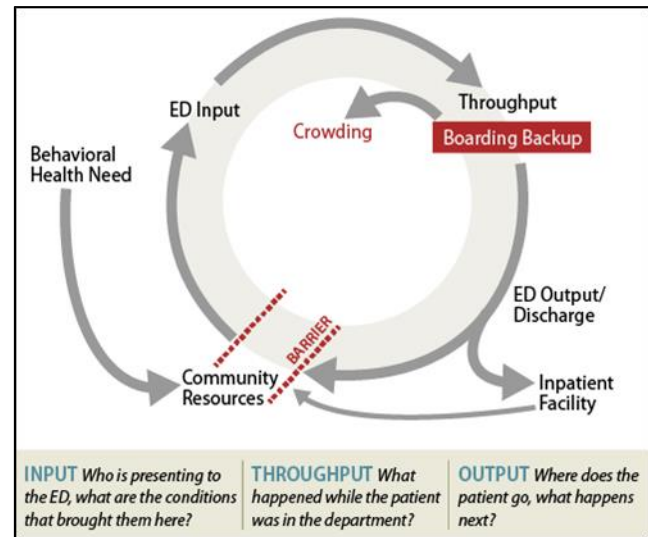 ED Input
Throughput
Crowding
Boarding Backup
Behavioral
Health Need
ED Output/
Discharge
BARRIER
Community
Resources
Inpatient
Facility
INPUT Who is presenting to
the ED, what are the conditions
that brought them here?
THROUGHPUT What
happened while the patient
was in the department?
OUTPUT Where does the
patient go, what happens
next?